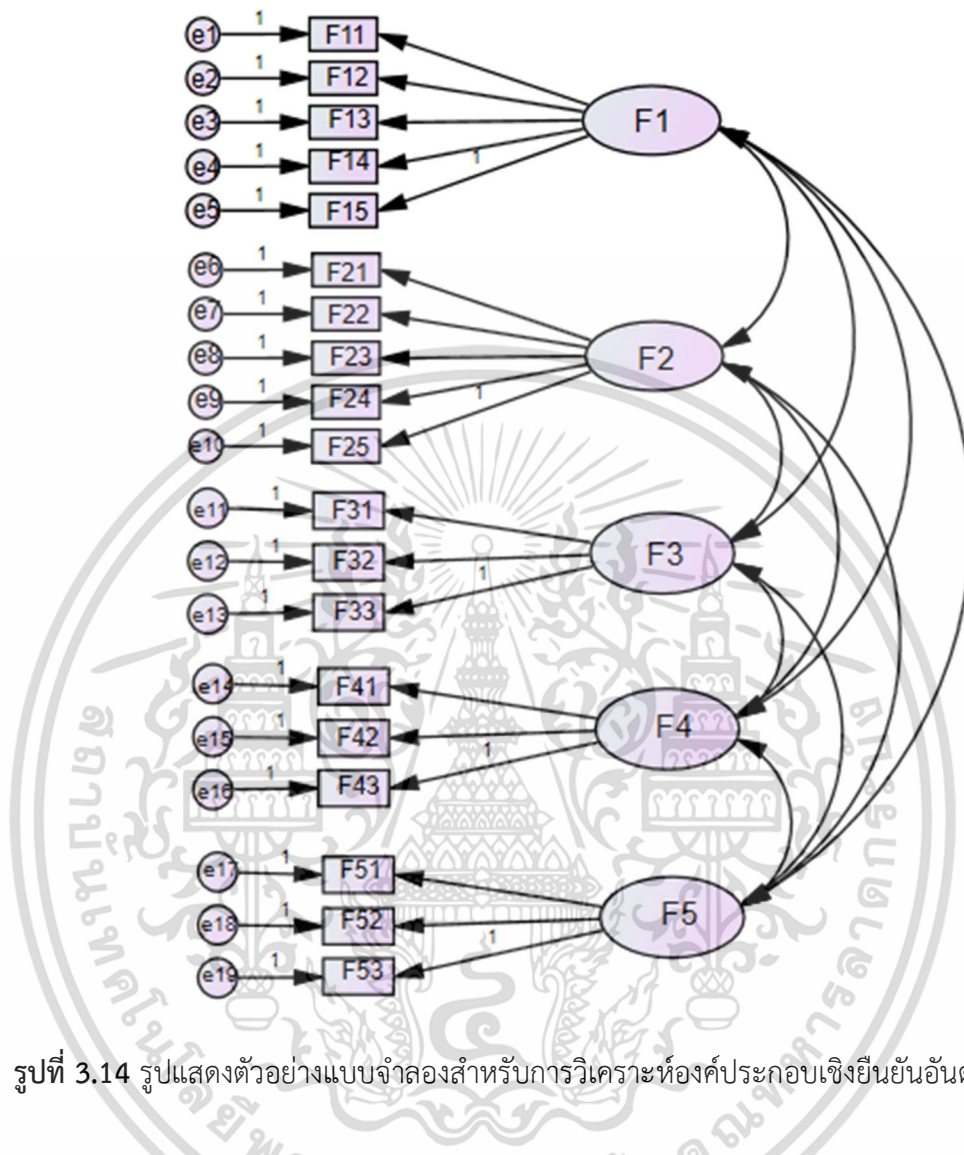 e1 1 F11
e2 1 F12
e3 1 F13
e4 1 F14 1
e5 1 F15
F1
e6 1 F21
e7 1 F22
e8 1 F23
e9 1 F24 1
e10 1 F25
F2
e11 1 F31
e12 1 F32 1
e13 1 F33
F3
e14 1 F41
e15 1 F42 1
e16 1 F43
F4
e17 1 F51
e18 1 F52 1
e19 1 F53
F5
รูปที่ 3.14 รูปแสดงตัวอย่างแบบจำลองสำหรับการวิเคราะห์องค์ประกอบเชิงยืนยันอันด